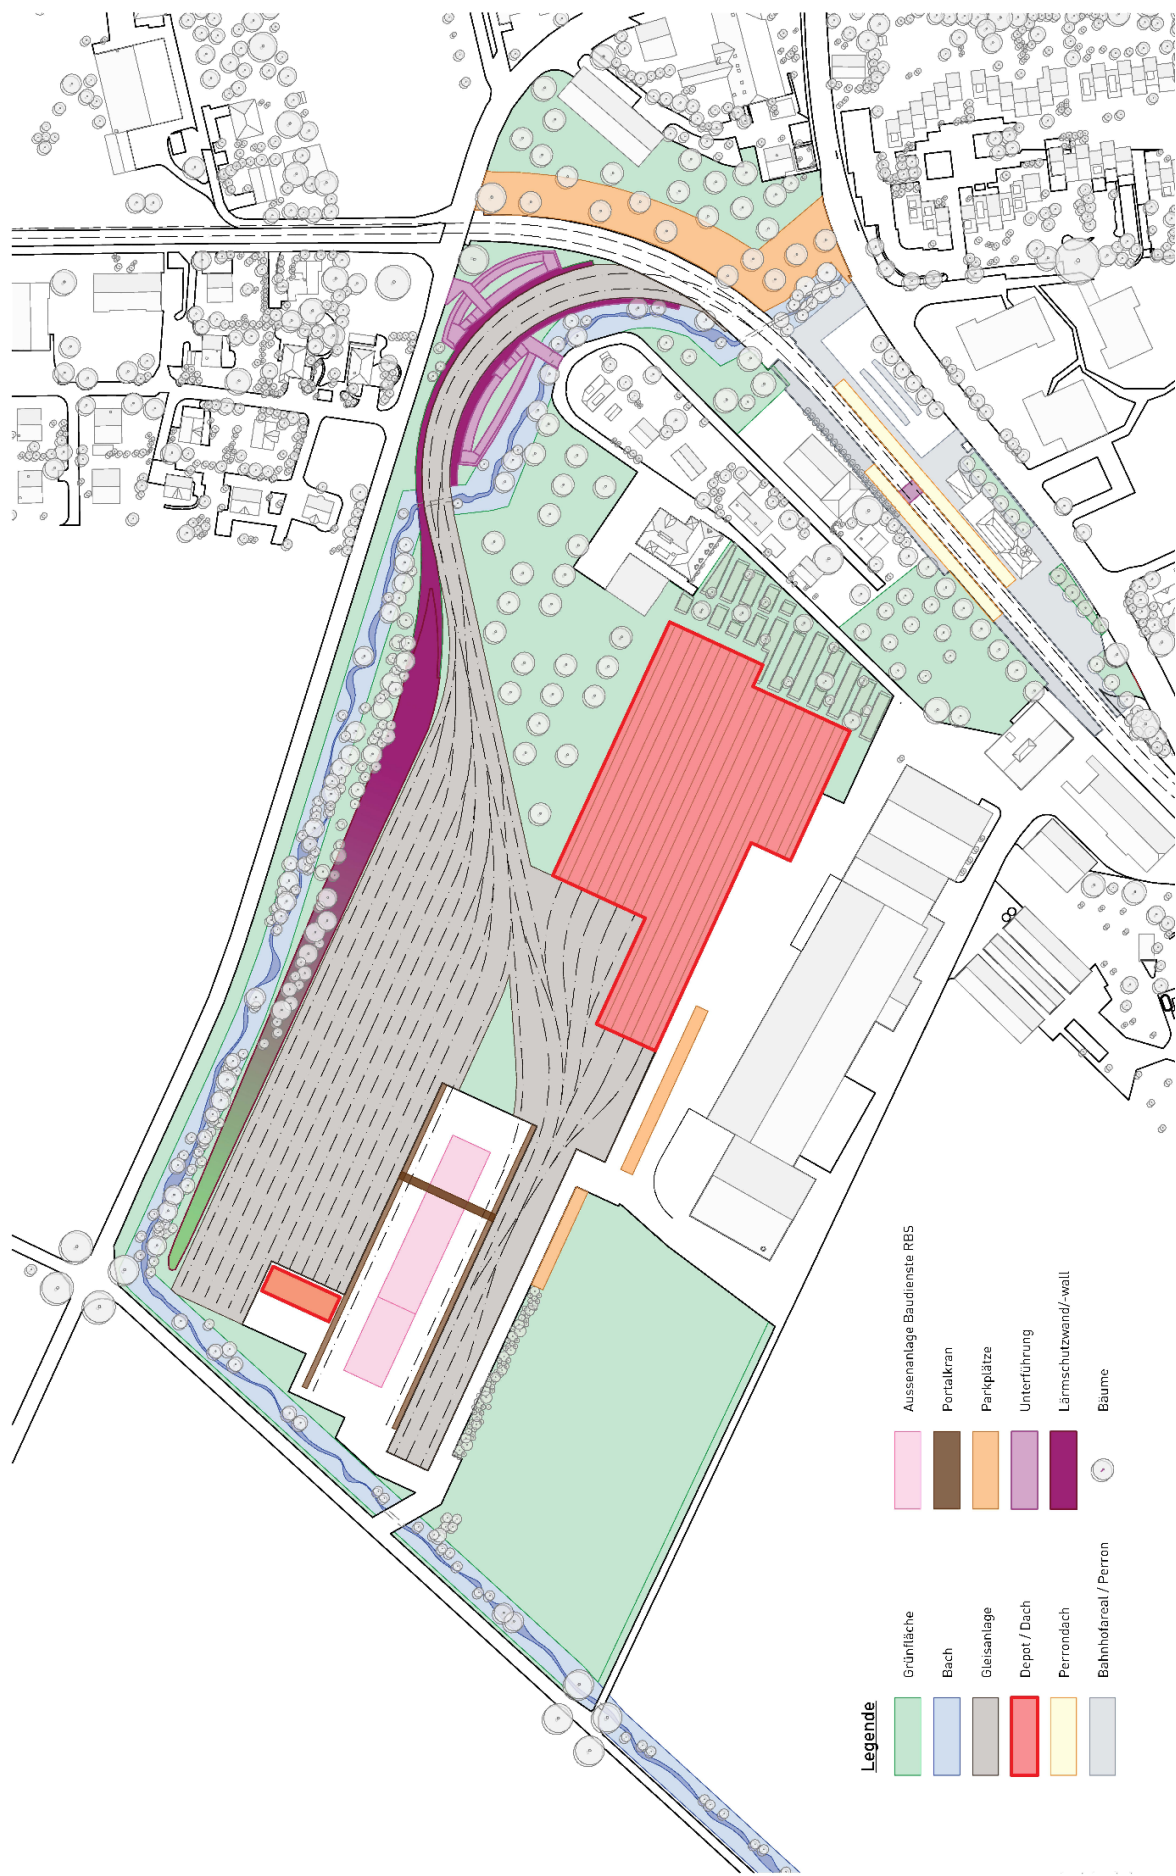 Legende
Grünfläche
Bach
Gleisanlage
Depot / Dach
Perrondach
Bahnhofareal / Perron
Aussenanlage Baudienste RBS
Portalkran
Parkplätze
Unterführung
Lärmschutzwand/-wall
Bäume